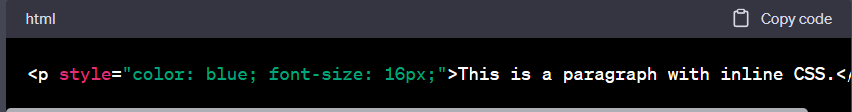 html
Copy code
<p style="color: blue; font-size: 16px;">This is a paragraph with inline CSS.</